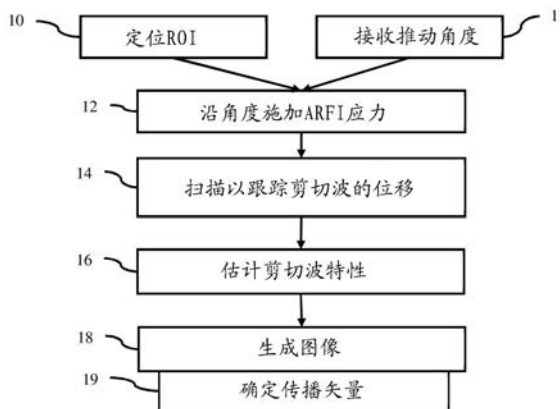 10
定位ROI
接收推动角度
1
12
沿角度施加ARFI应力
14
扫描以跟踪剪切波的位移
16
估计剪切波特性
18
生成图像
19
确定传播矢量